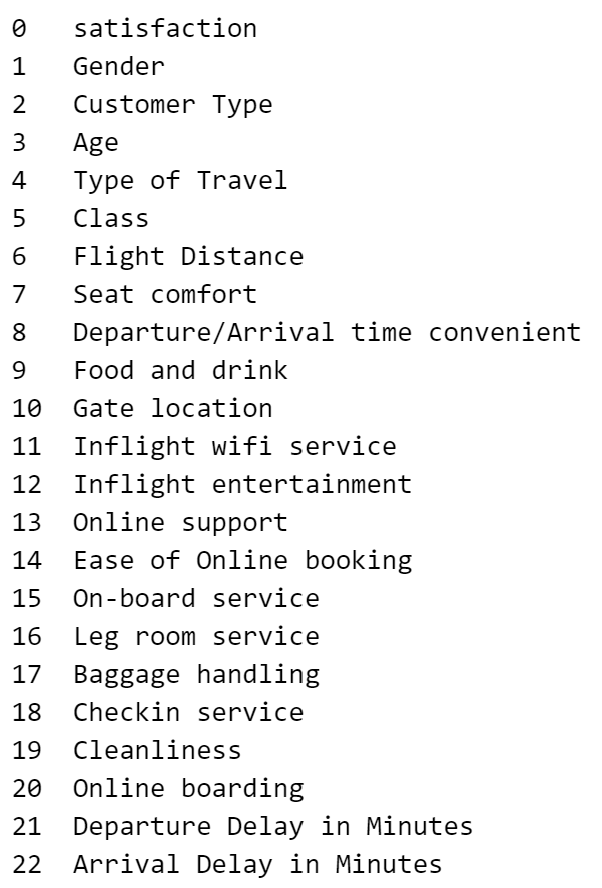 0 satisfaction
1 Gender
2 Customer Type
3 Age
4 Type of Travel
5 Class
6 Flight Distance
7 Seat comfort
8 Departure/Arrival time convenient
9 Food and drink
10 Gate location
11 Inflight wifi service
12 Inflight entertainment
13 Online support
14 Ease of Online booking
15 On-board service
16 Leg room service
17 Baggage handling
18 Checkin service
19 Cleanliness
20 Online boarding
21 Departure Delay in Minutes
22 Arrival Delay in Minutes